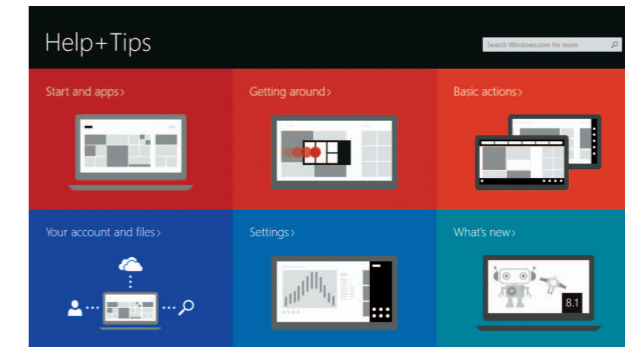 Help+Tips
Search Windows.com for more
Start and apps>
Getting around>
Basic actions>
Your account and files>
Settings>
What's new>
8.1